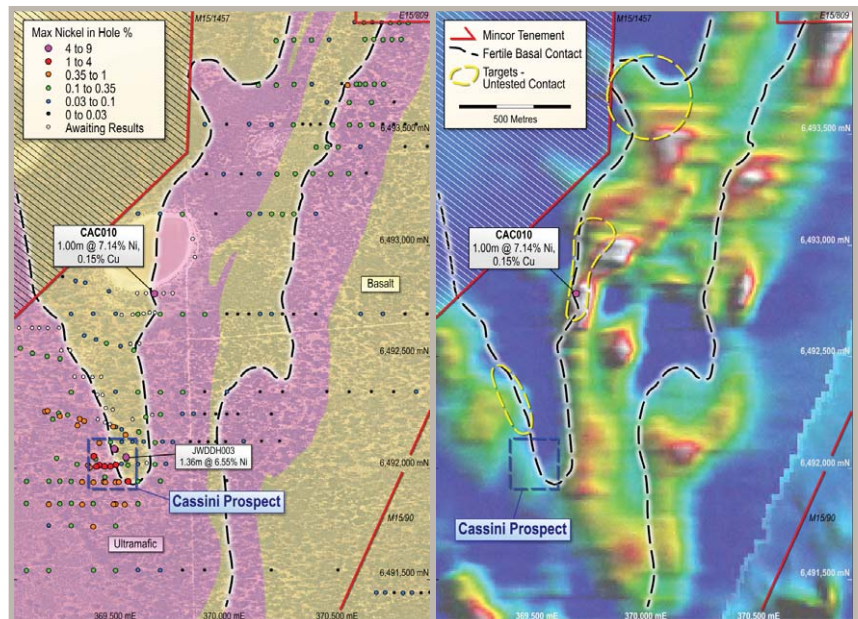 M15/1457
E15/809
Max Nickel in Hole %
4 to 9
1 to 4
0.35 to 1
0.1 to 0.35
0.03 to 0.1
0 to 0.03
Awaiting Results
6,493,500 mN
CAC010
1.00m @ 7.14% Ni,
0.15% Cu
6,493,000 mN
Basalt
6,492,500 mN
JWDDH003
1.36m @ 6.55% Ni
6,492,000 mN
Cassini Prospect
M15/90
Ultramafic
6,491,500 mN
369,500 mE
370,000 mE
370,500 mE
M15/1457
E15/809
Mincor Tenement
Fertile Basal Contact
Targets -
Untested Contact
500 Metres
6,493,500 mN
CAC010
1.00m @ 7.14% Ni,
0.15% Cu
6,493,000 mN
6,492,500 mN
6,492,000 mN
Cassini Prospect
M15/90
6,491,500 mN
369,500 mE
370,000 mE
370,500 mE